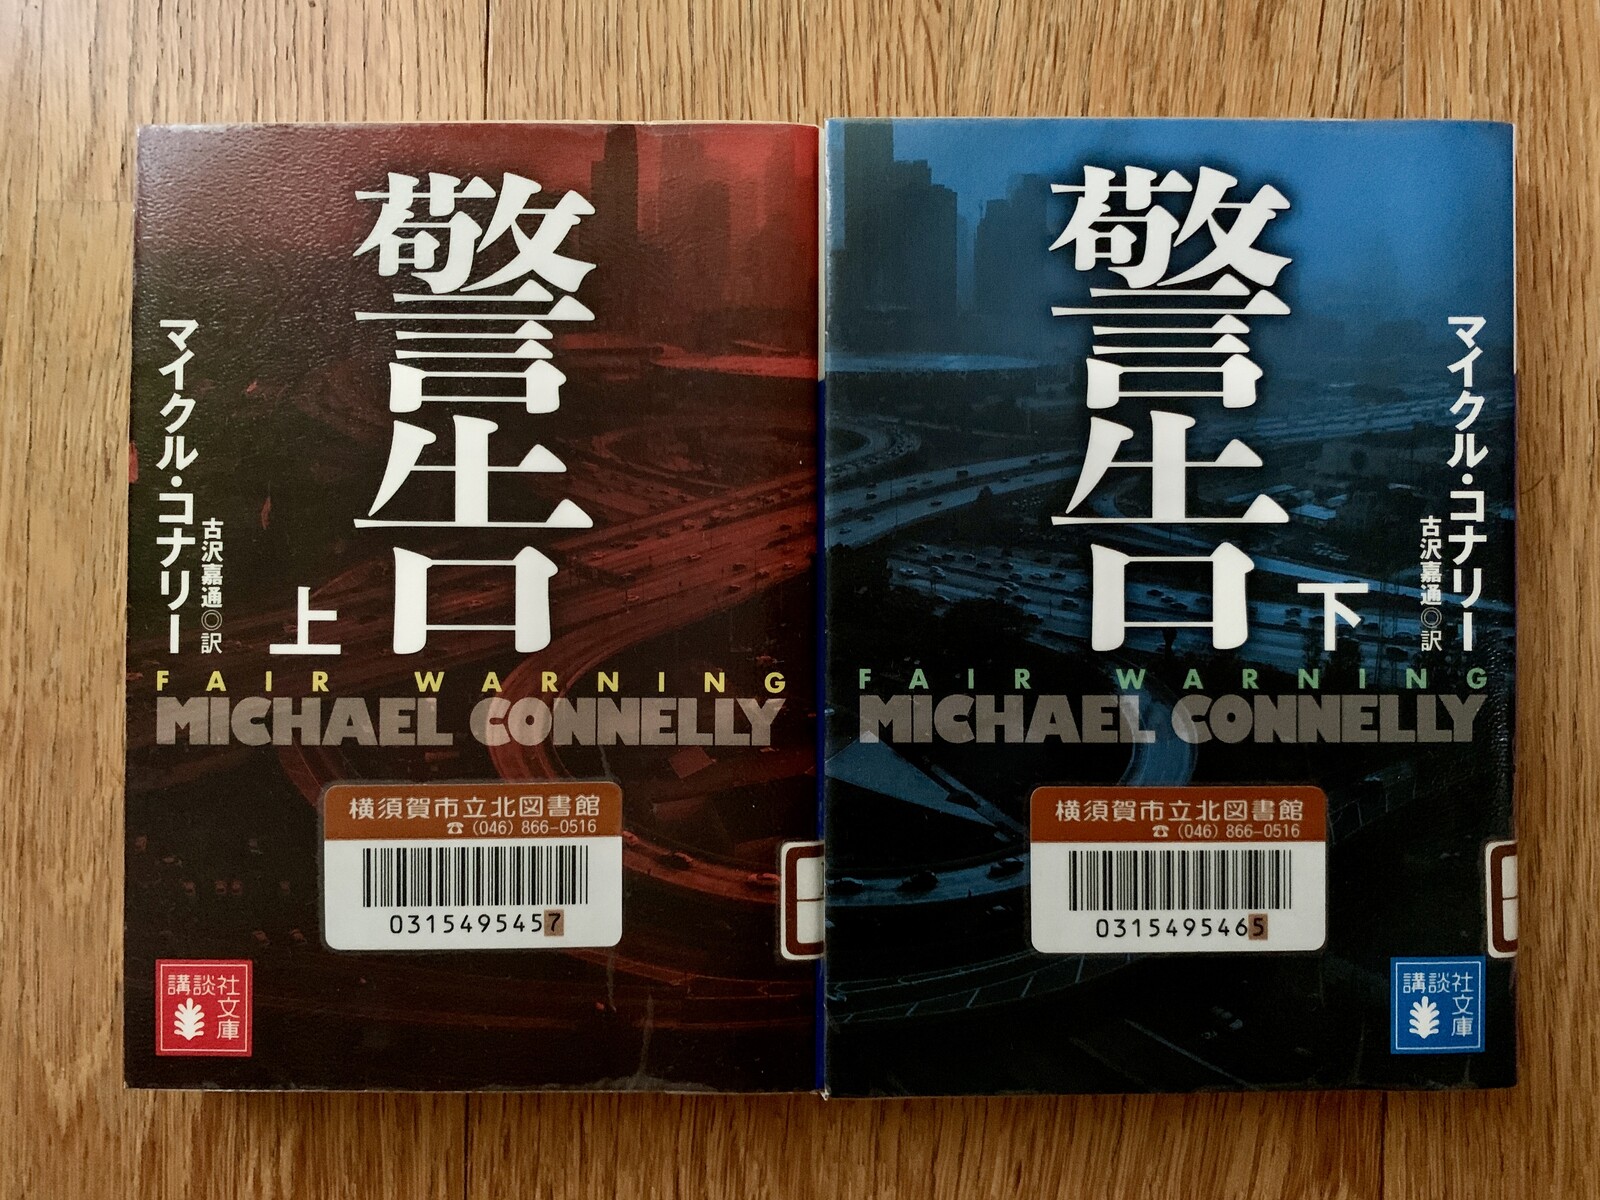 警告
上
マイクル・コナリー
古沢嘉通◎訳
FAIR WARNING
MICHAEL CONNELLY
横須賀市立北図書館
☎ (046) 866-0516
0315495457
講談社
文庫
警告
下
マイクル・コナリー
古沢嘉通◎訳
FAIR WARNING
MICHAEL CONNELLY
横須賀市立北図書館
☎ (046) 866-0516
0315495465
講談社
文庫